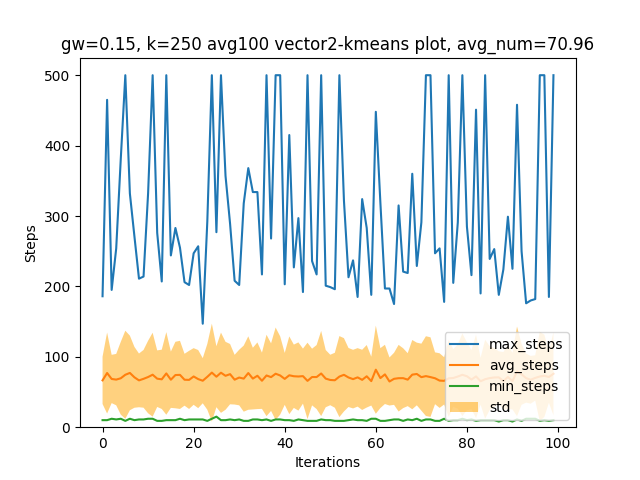 gw=0.15, k=250 avg100 vector2-kmeans plot, avg_num=70.96
500
400
300
200
100
0
Steps
max_steps
avg_steps
min_steps
std
0 20 40 60 80 100
Iterations